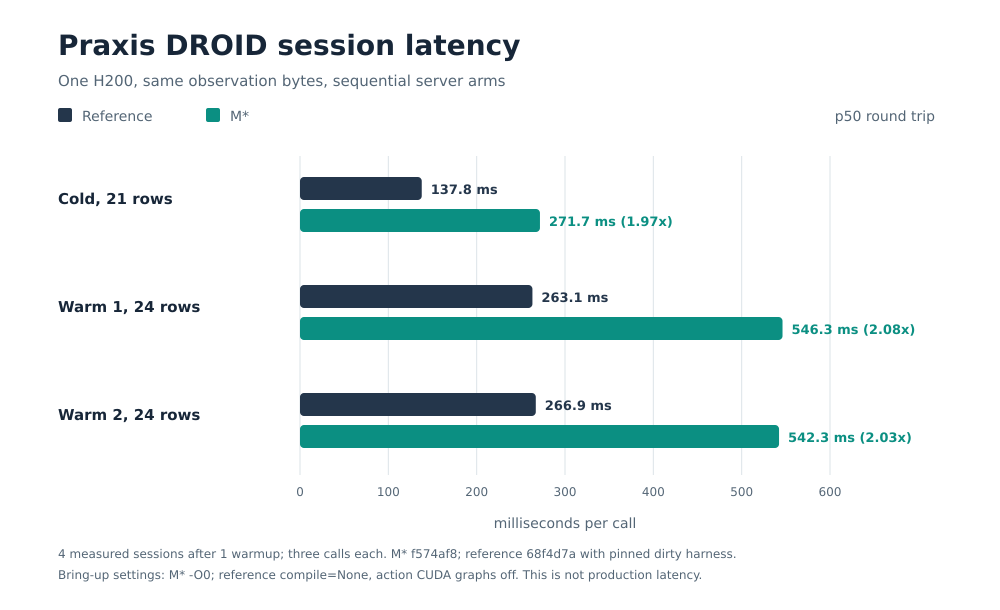 Praxis DROID session latency
One H200, same observation bytes, sequential server arms
Reference M* p50 round trip
Cold, 21 rows
137.8 ms
271.7 ms (1.97x)
Warm 1, 24 rows
263.1 ms
546.3 ms (2.08x)
Warm 2, 24 rows
266.9 ms
542.3 ms (2.03x)
0 100 200 300 400 500 600
milliseconds per call
4 measured sessions after 1 warmup; three calls each. M* f574af8; reference 68f4d7a with pinned dirty harness.
Bring-up settings: M* -O0; reference compile=None, action CUDA graphs off. This is not production latency.